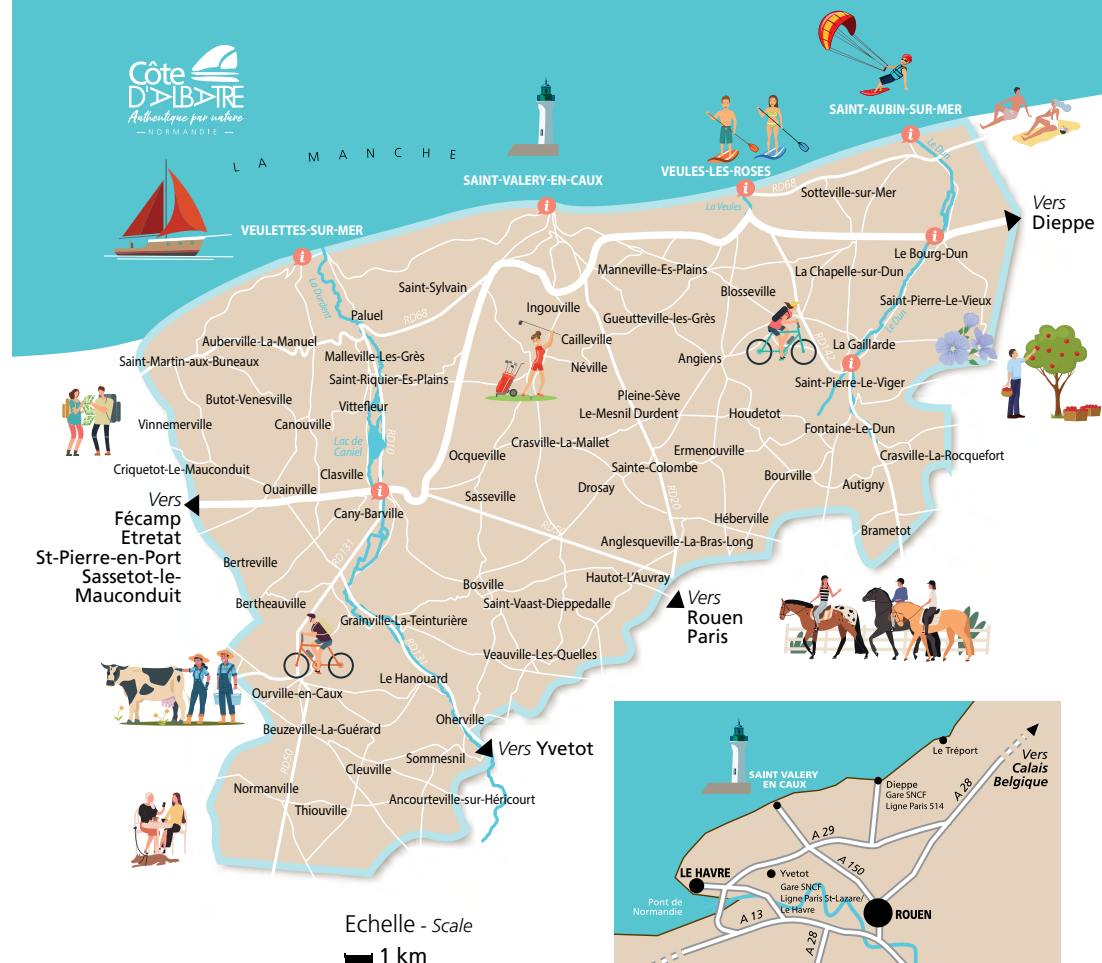 Côte
D'ALBATRE
Authentique par nature
NORMANDIE
LA MANCHE
SAINT-AUBIN-SUR-MER
VEULES-LES-ROSES
SAINT-VALERY-EN-CAUX
VEULETTES-SUR-MER
Le Dun
RD68
Sotteville-sur-Mer
La Veules
Vers
Dieppe
Le Bourg-Dun
La Durdent
Manneville-Es-Plains
La Chapelle-sur-Dun
Saint-Sylvain
Blosseville
Saint-Pierre-Le-Vieux
Paluel
RD68
Ingouville
Gueutteville-les-Grès
Le Dun
Auberville-La-Manuel
Cailleville
La Gaillarde
Saint-Martin-aux-Buneaux
Malleville-Les-Grès
Néville
Angiens
Saint-Riquier-Es-Plains
Saint-Pierre-Le-Viger
Butot-Venesville
Vittefleur
Pleine-Sève
Le-Mesnil Durdent
Houdetot
Vinnemerville
Canouville
Fontaine-Le-Dun
Lac de
Caniel
RD10
Crasville-La-Mallet
Ermenouville
Ocqueville
Crasville-La-Rocquefort
Criquetot-Le-Mauconduit
Clasville
Sainte-Colombe
Bourville
Ouainville
Drosay
Autigny
Sasseville
RD20
Vers
Fécamp
Etretat
St-Pierre-en-Port
Sassetot-le-
Mauconduit
Cany-Barville
Héberville
Brametot
Anglesqueville-La-Bras-Long
RD131
Bertreville
Hautot-L'Auvray
Bosville
Bertheauville
Saint-Vaast-Dieppedalle
Vers
Rouen
Paris
Grainville-La-Teinturière
RD131
Veauville-Les-Quelles
Le Hanouard
Ourville-en-Caux
Oherville
Beuzeville-La-Guérard
Vers Yvetot
RD50
Sommesnil
Cleuville
Normanville
Ancourteville-sur-Héricourt
Thiouville
Echelle - Scale
1 km
Le Tréport
Vers
Calais
Belgique
SAINT VALERY
EN CAUX
Dieppe
Gare SNCF
Ligne Paris 514
A 28
A 29
A 150
LE HAVRE
Yvetot
Gare SNCF
Ligne Paris St-Lazare/
Le Havre
Pont de
Normandie
A 13
ROUEN
A 28